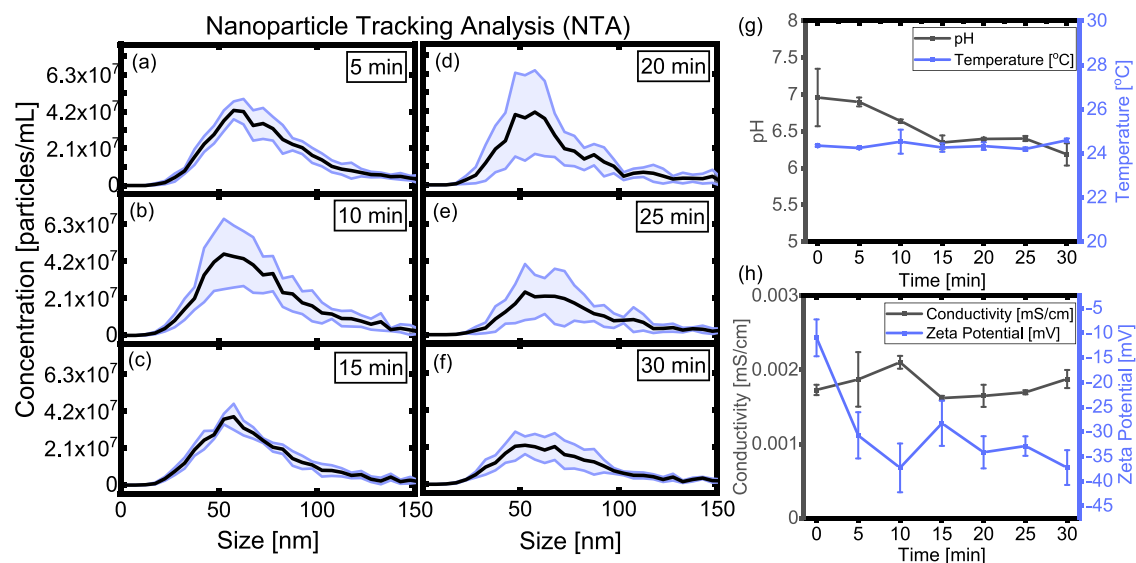 Nanoparticle Tracking Analysis (NTA)
Concentration [particles/mL]
(a)
5 min
6.3x10⁷
4.2x10⁷
2.1x10⁷
0
(b)
10 min
6.3x10⁷
4.2x10⁷
2.1x10⁷
0
(c)
15 min
6.3x10⁷
4.2x10⁷
2.1x10⁷
0
0 50 100 150
Size [nm]
(d)
20 min
(e)
25 min
(f)
30 min
50 100 150
Size [nm]
(g)
pH
Temperature [°C]
8
7
6.5
6
5.5
5
pH
30
28
26
24
22
20
Temperature [°C]
0 5 10 15 20 25 30
Time [min]
(h)
Conductivity [mS/cm]
Zeta Potential [mV]
0.003
0.002
0.001
0
Conductivity [mS/cm]
-5
-10
-15
-20
-25
-30
-35
-40
-45
Zeta Potential [mV]
0 5 10 15 20 25 30
Time [min]